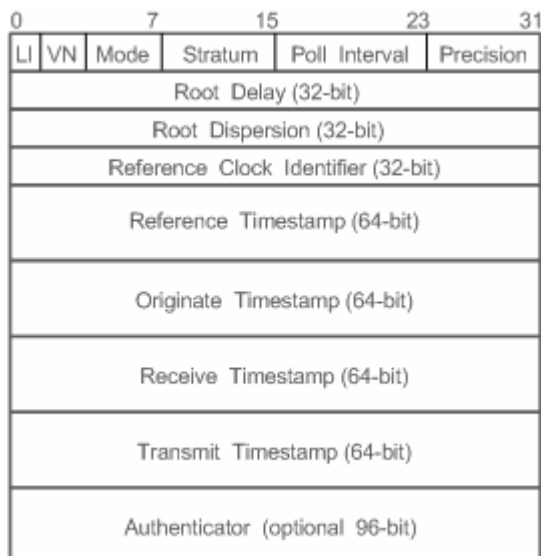 0 7 15 23 31
LI VN Mode Stratum Poll Interval Precision
Root Delay (32-bit)
Root Dispersion (32-bit)
Reference Clock Identifier (32-bit)
Reference Timestamp (64-bit)
Originate Timestamp (64-bit)
Receive Timestamp (64-bit)
Transmit Timestamp (64-bit)
Authenticator (optional 96-bit)